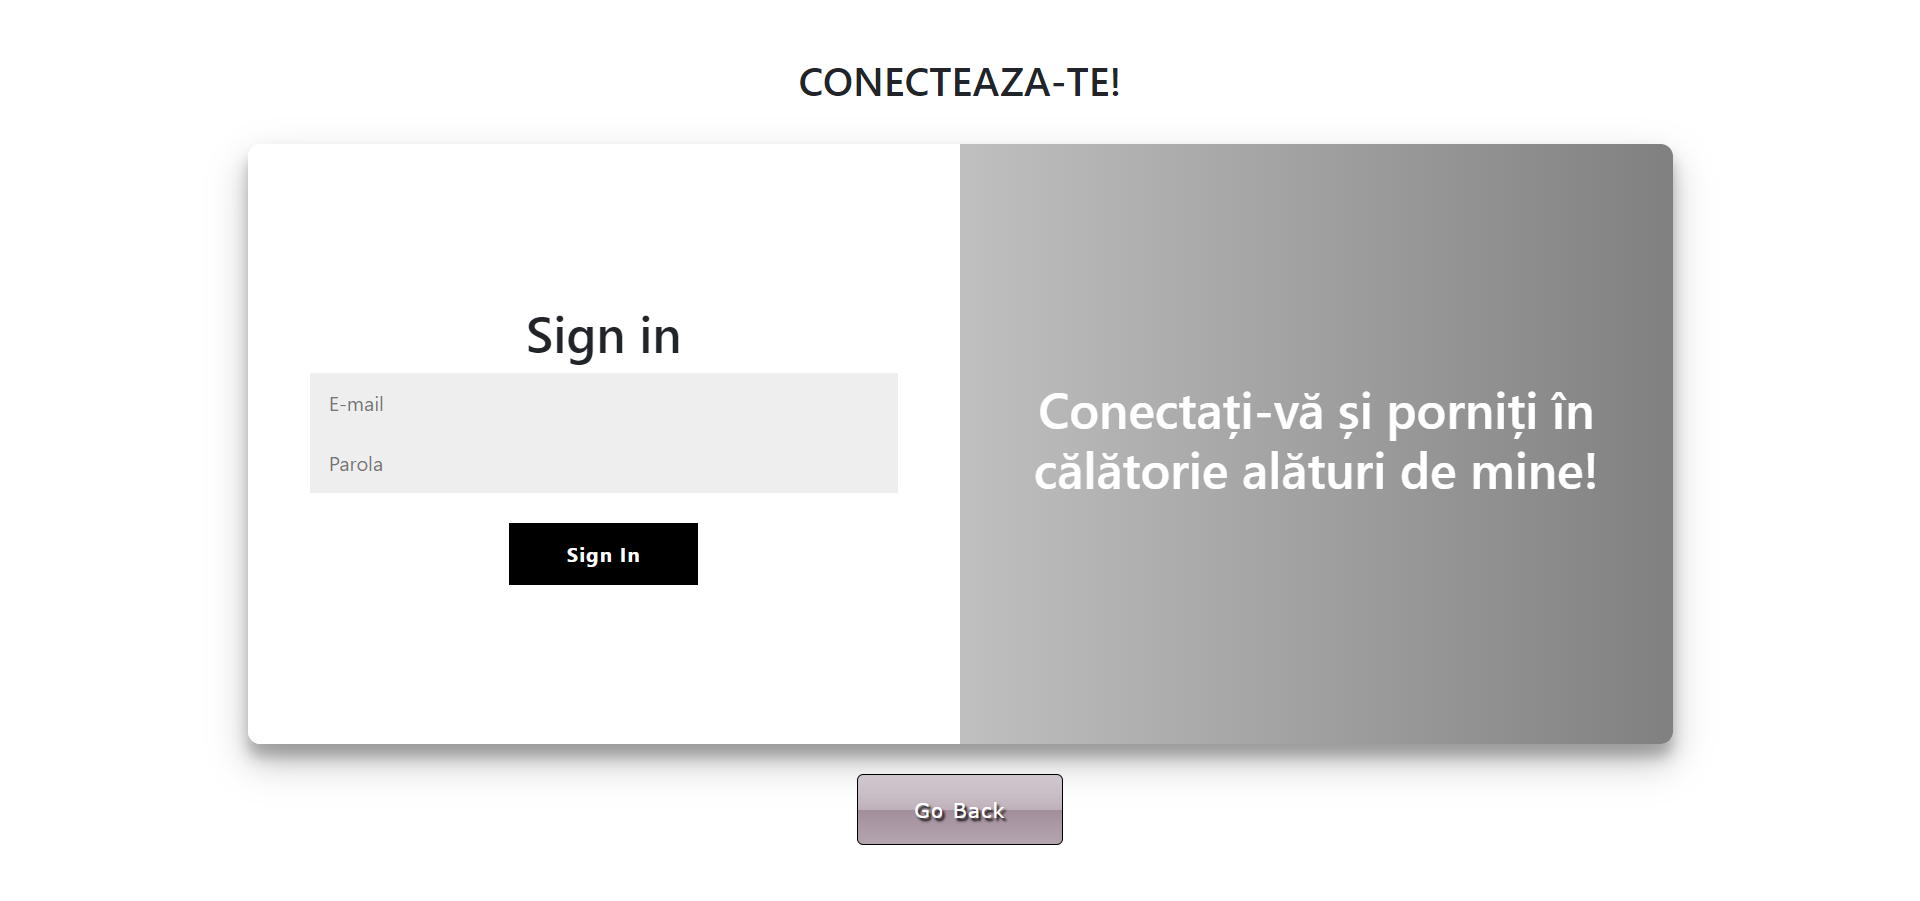 CONECTEAZA-TE!
Sign in
E-mail
Parola
Sign In
Conectați-vă și porniți în
călătorie alături de mine!
Go Back